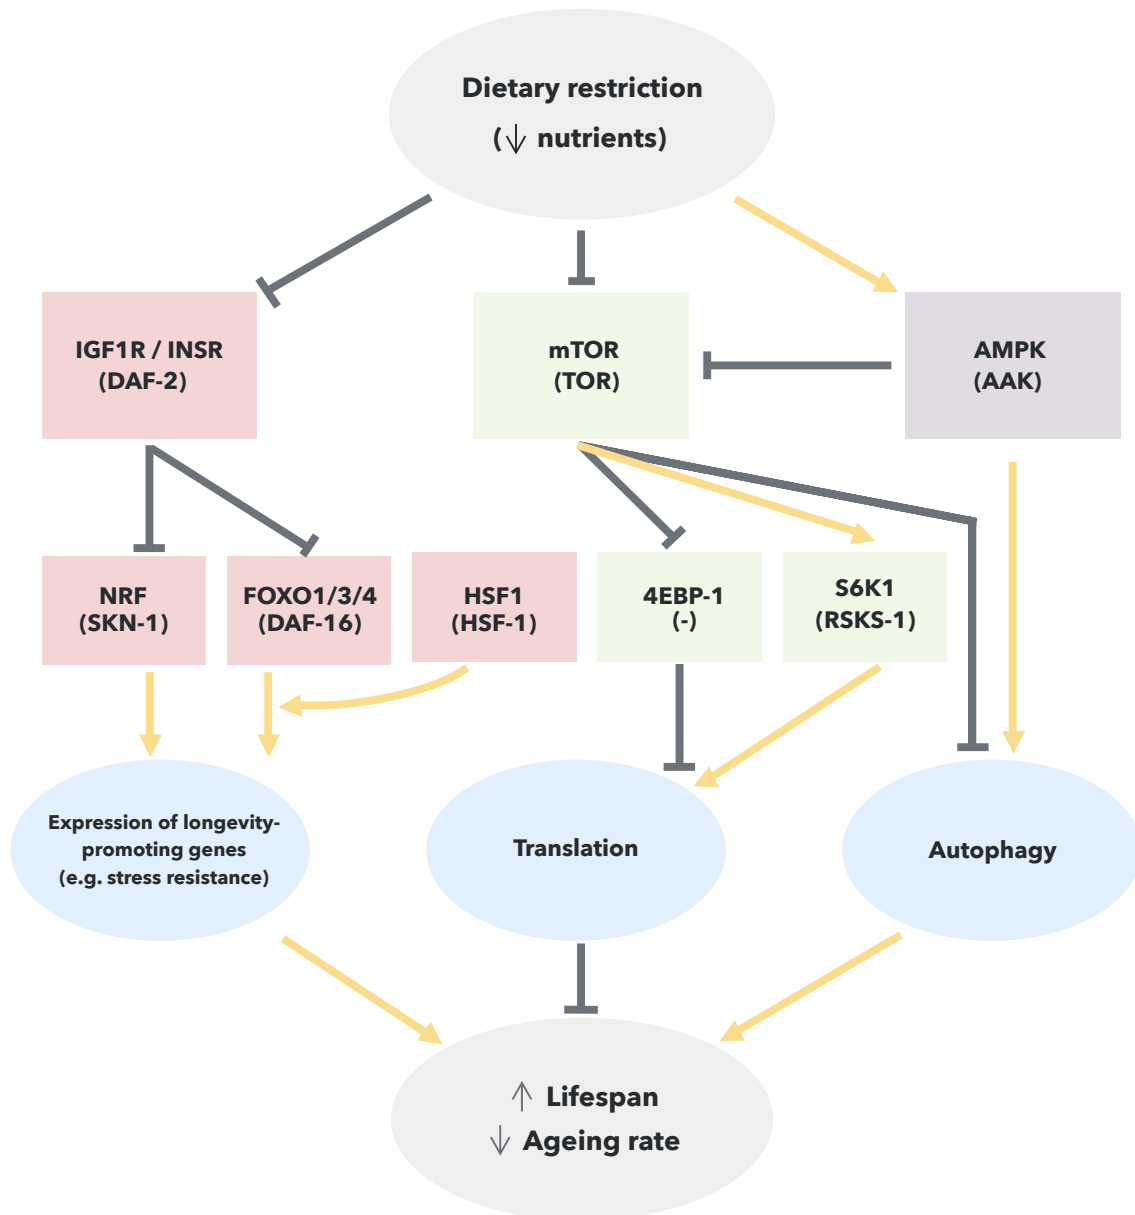 Dietary restriction
(↓ nutrients)
IGF1R / INSR
(DAF-2)
mTOR
(TOR)
AMPK
(AAK)
NRF
(SKN-1)
FOXO1/3/4
(DAF-16)
HSF1
(HSF-1)
4EBP-1
(-)
S6K1
(RSKS-1)
Expression of longevity-
promoting genes
(e.g. stress resistance)
Translation
Autophagy
↑ Lifespan
↓ Ageing rate